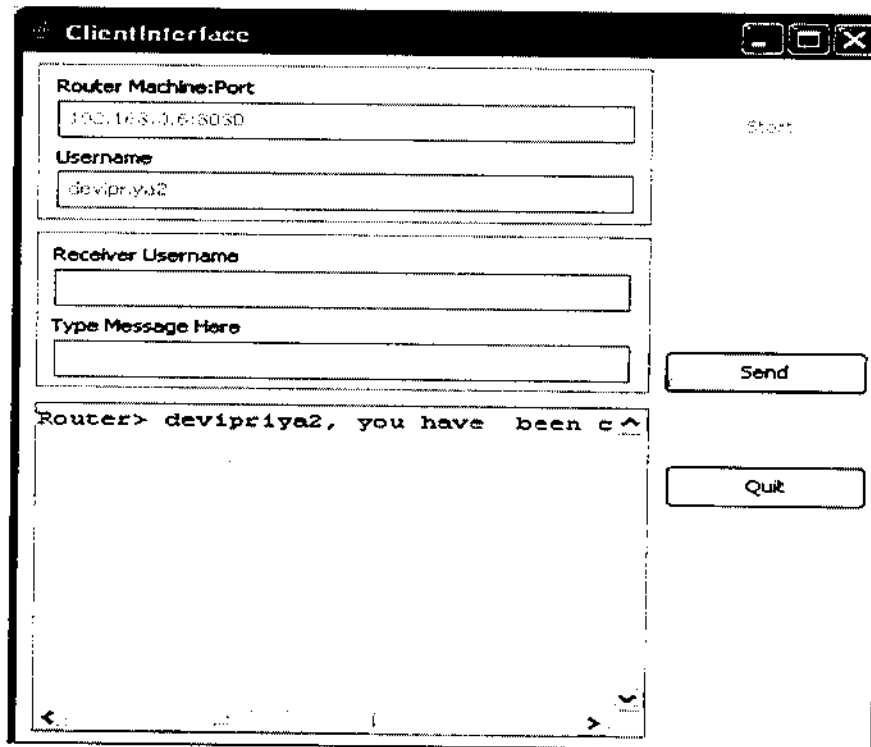 ClientInterface
Router Machine:Port
Start
Username
devipriya2
Receiver Username
Type Message Here
Send
Router> devipriya2, you have been c
Quit